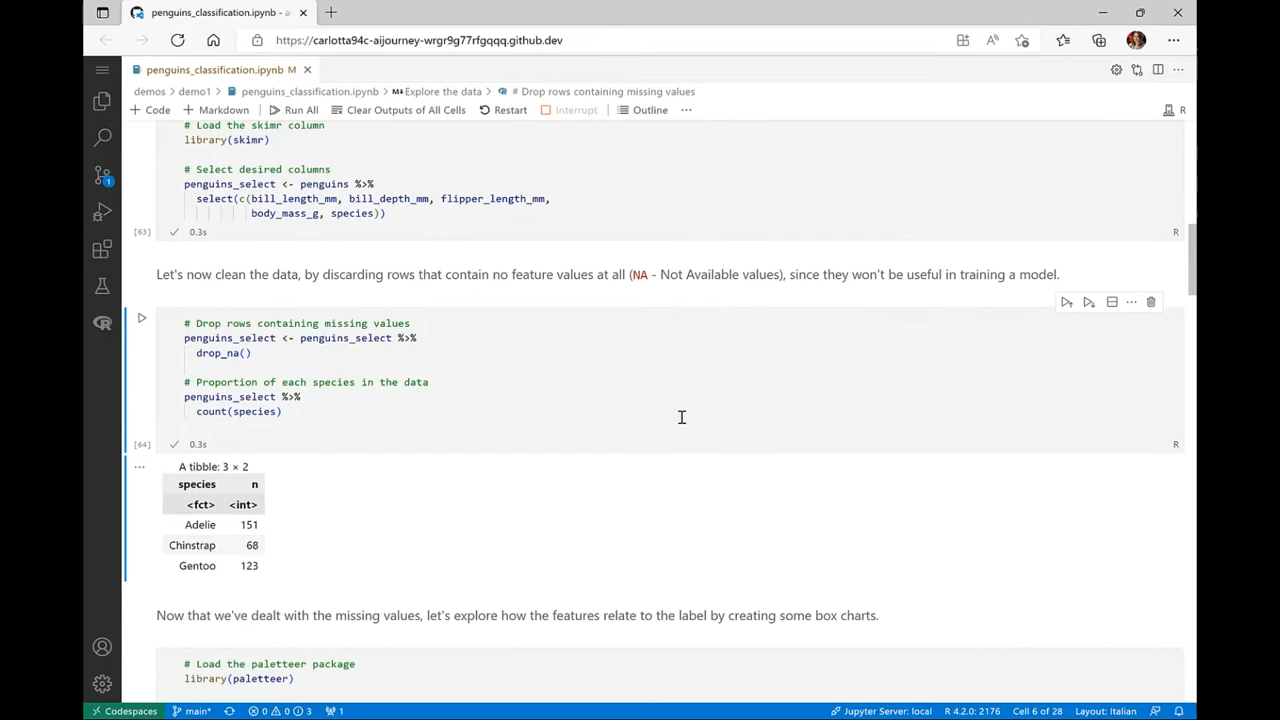 penguins_classification.ipynb - a
https://carlotta94c-aijourney-wrgr9g77rfgqqq.github.dev
penguins_classification.ipynb M
demos > demo1 > penguins_classification.ipynb > Explore the data > # Drop rows containing missing values
+ Code + Markdown Run All Clear Outputs of All Cells Restart Interrupt Outline ... R
# Load the skimr column
library(skimr)
# Select desired columns
penguins_select <- penguins %>%
select(c(bill_length_mm, bill_depth_mm, flipper_length_mm,
body_mass_g, species))
[63] 0.3s R
Let's now clean the data, by discarding rows that contain no feature values at all (NA - Not Available values), since they won't be useful in training a model.
# Drop rows containing missing values
penguins_select <- penguins_select %>%
drop_na()
# Proportion of each species in the data
penguins_select %>%
count(species)
[64] 0.3s R
A tibble: 3 × 2
species n
<fct> <int>
Adelie 151
Chinstrap 68
Gentoo 123
Now that we've dealt with the missing values, let's explore how the features relate to the label by creating some box charts.
# Load the paletteer package
library(paletteer)
1
Codespaces main* 0 0 3 1 Jupyter Server: local R 4.2.0: 2176 Cell 6 of 28 Layout: Italian